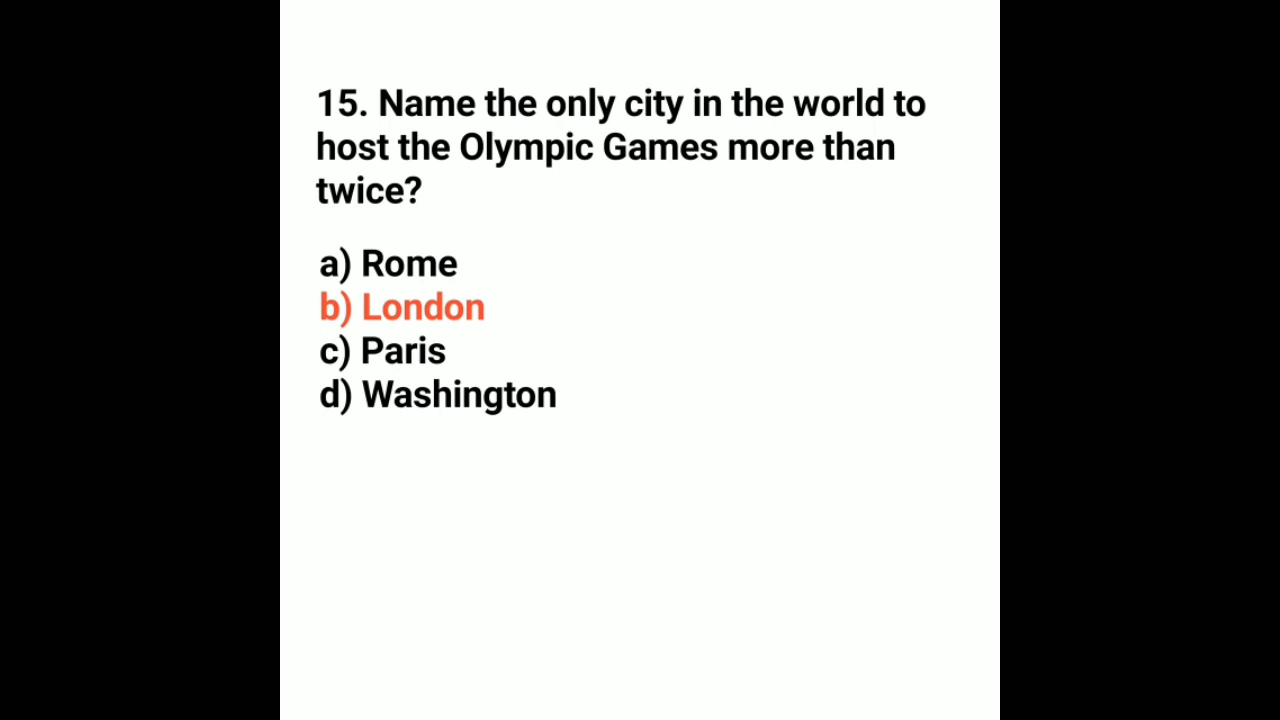 15. Name the only city in the world to
host the Olympic Games more than
twice?
a) Rome
b) London
c) Paris
d) Washington